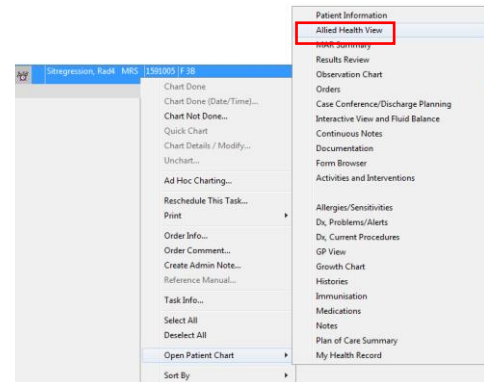 Sitregression, Rad4 MRS 1591005 F 3B
Chart Done
Chart Done (Date/Time)...
Chart Not Done...
Quick Chart
Chart Details / Modify...
Unchart...
Ad Hoc Charting...
Reschedule This Task...
Print
Order Info...
Order Comment...
Create Admin Note...
Reference Manual...
Task Info...
Select All
Deselect All
Open Patient Chart
Sort By
Patient Information
Allied Health View
MAR Summary
Results Review
Observation Chart
Orders
Case Conference/Discharge Planning
Interactive View and Fluid Balance
Continuous Notes
Documentation
Form Browser
Activities and Interventions
Allergies/Sensitivities
Dx, Problems/Alerts
Dx, Current Procedures
GP View
Growth Chart
Histories
Immunisation
Medications
Notes
Plan of Care Summary
My Health Record